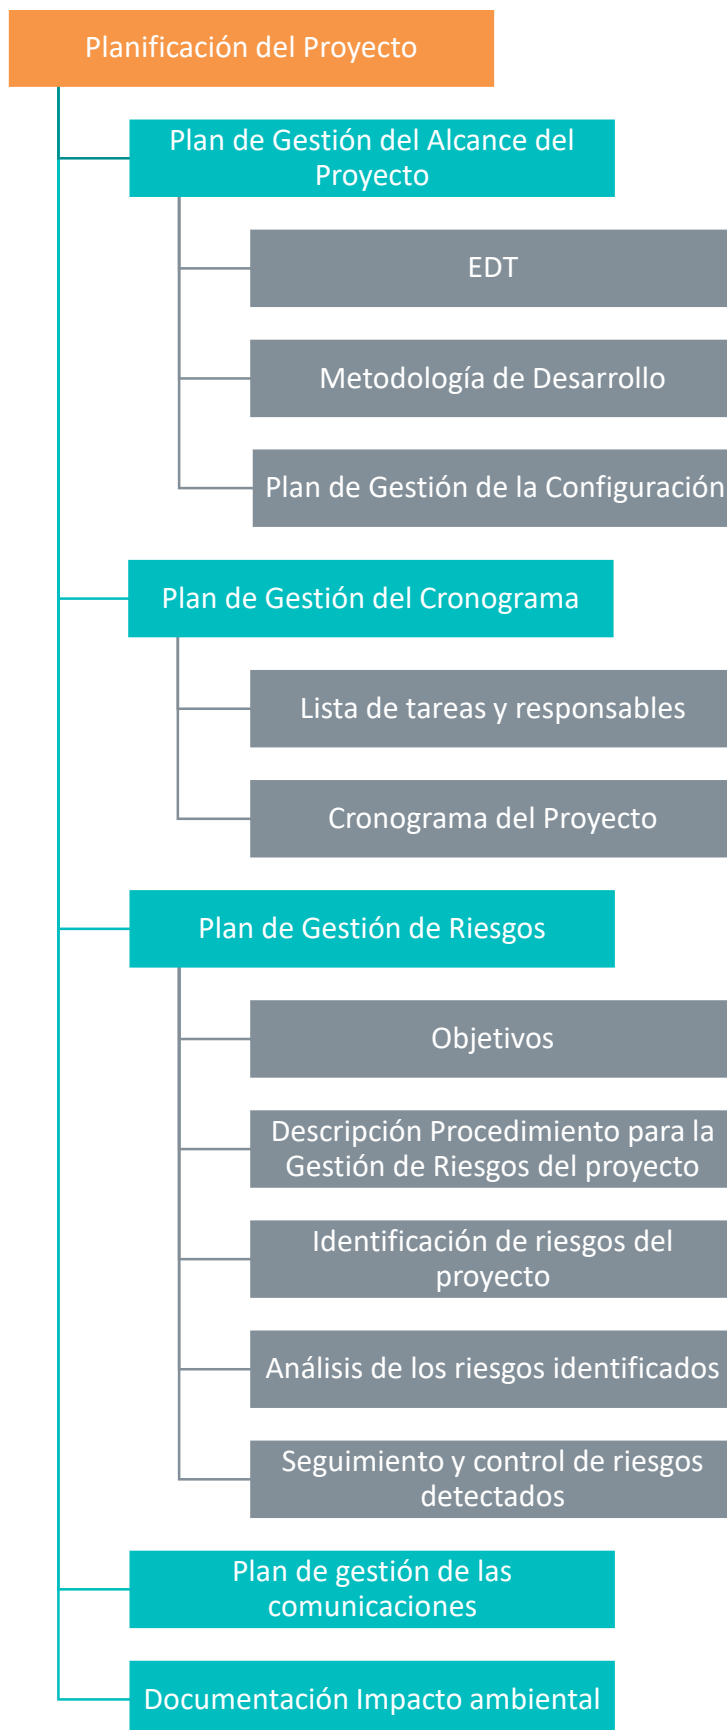 Planificación del Proyecto
Plan de Gestión del Alcance del
Proyecto
EDT
Metodología de Desarrollo
Plan de Gestión de la Configuración
Plan de Gestión del Cronograma
Lista de tareas y responsables
Cronograma del Proyecto
Plan de Gestión de Riesgos
Objetivos
Descripción Procedimiento para la
Gestión de Riesgos del proyecto
Identificación de riesgos del
proyecto
Análisis de los riesgos identificados
Seguimiento y control de riesgos
detectados
Plan de gestión de las
comunicaciones
Documentación Impacto ambiental